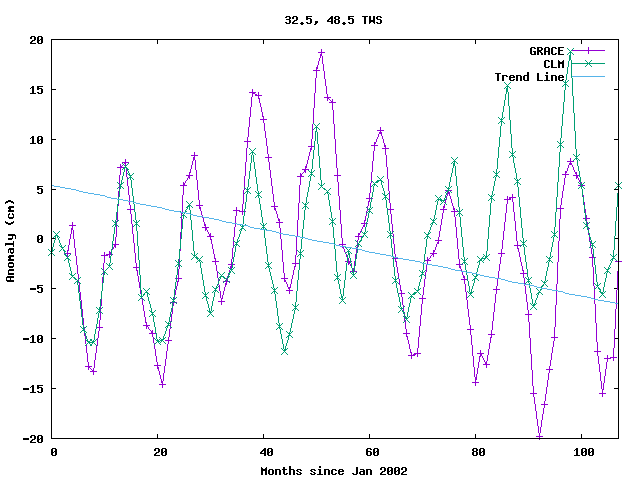 32.5, 48.5 TWS
20
15
10
5
0
-5
-10
-15
-20
Anomaly (cm)
GRACE
CLM
Trend Line
0 20 40 60 80 100
Months since Jan 2002